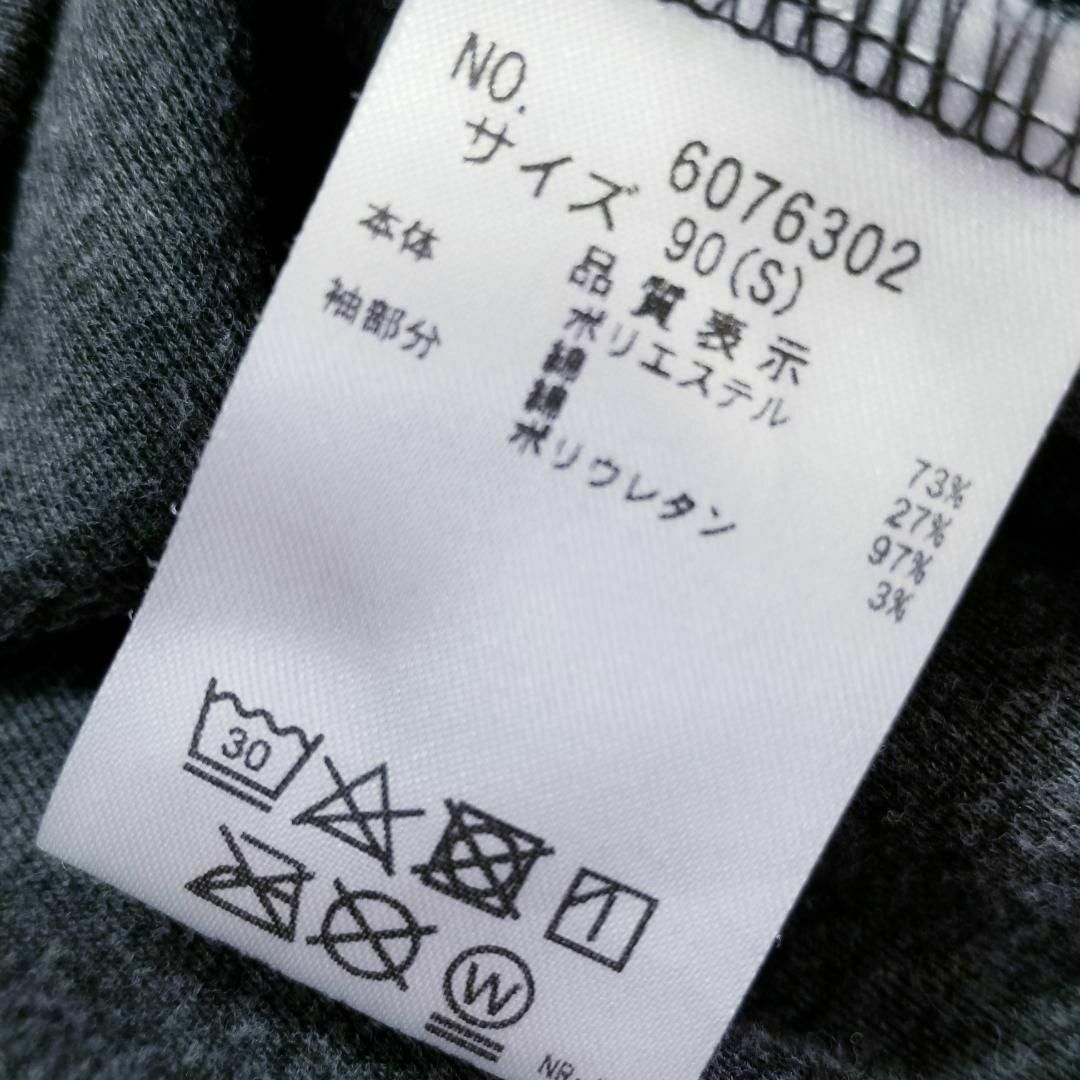 NO. 6076302
サイズ 90(S)
品質表示
本体 ポリエステル 73%
綿 27%
袖部分 綿 97%
ポリウレタン 3%
30
W
NR-